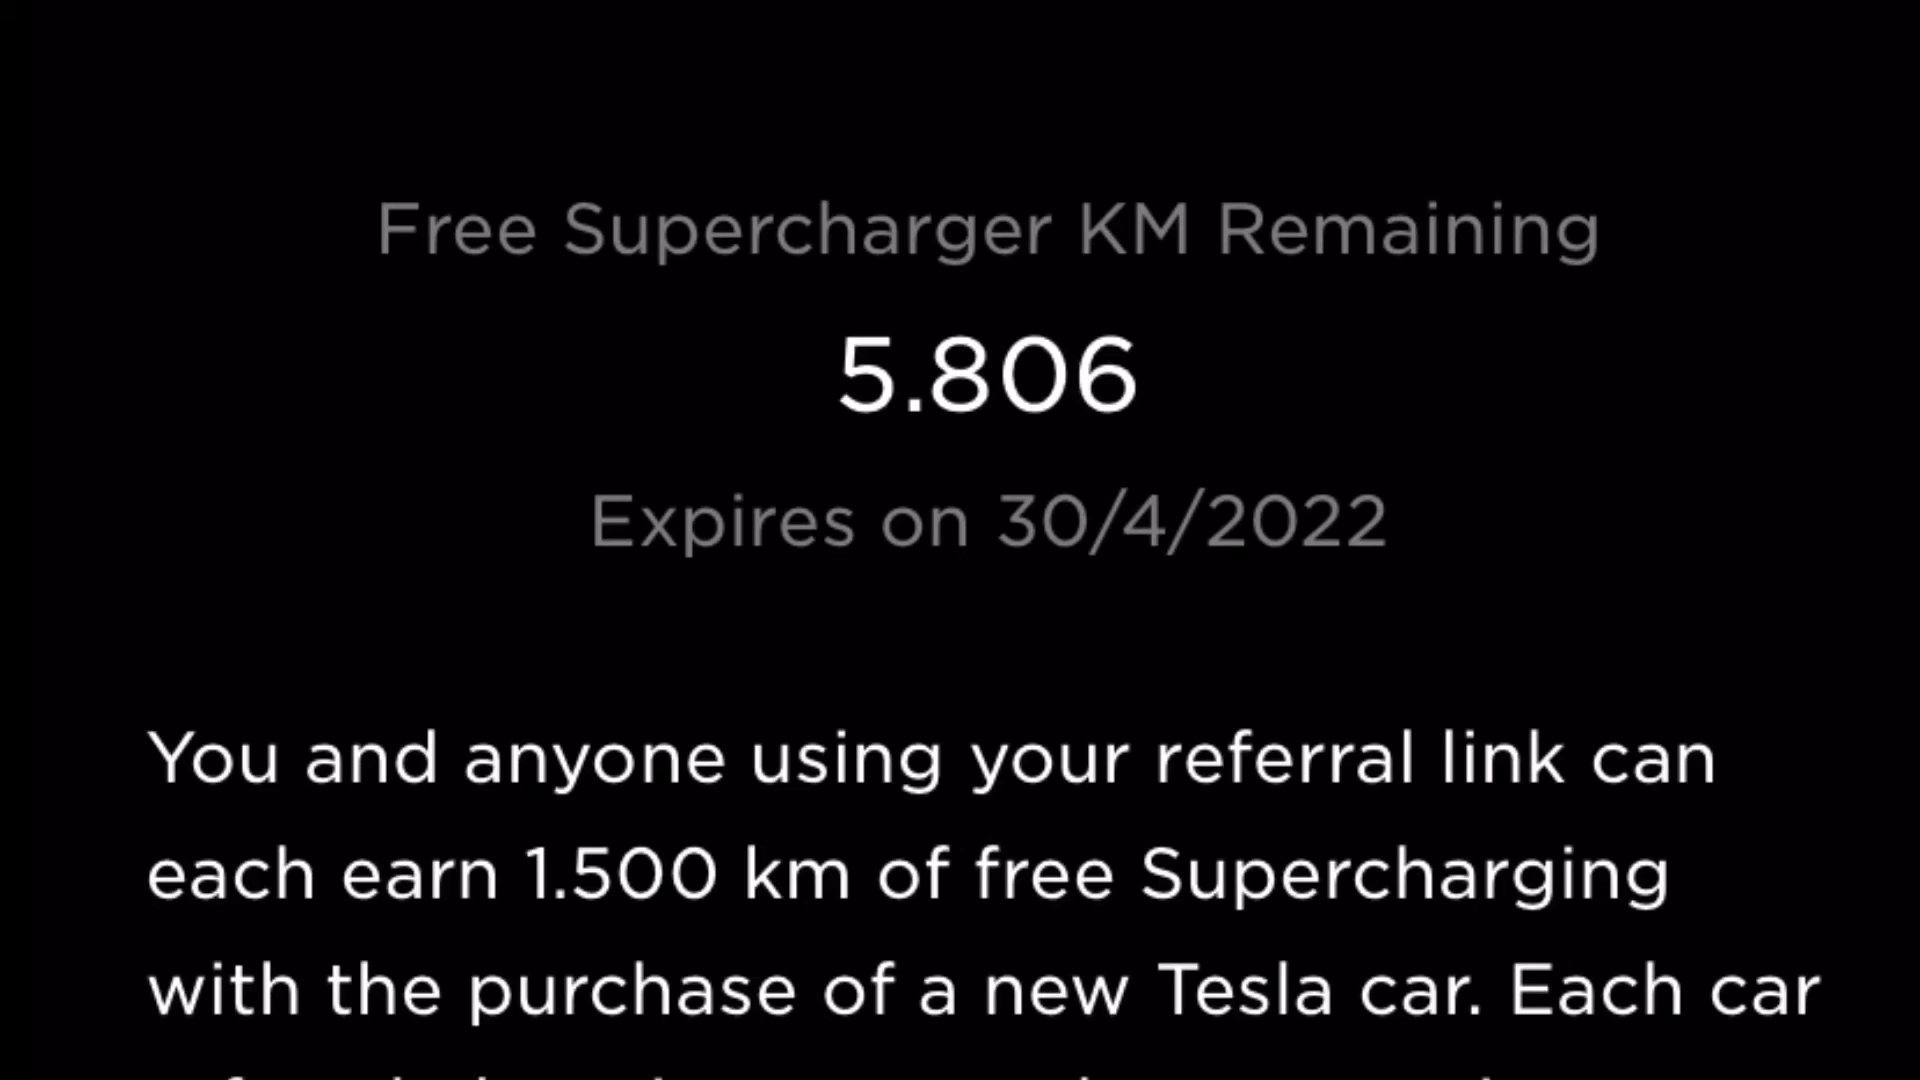 Free Supercharger KM Remaining
5.806
Expires on 30/4/2022
You and anyone using your referral link can
each earn 1.500 km of free Supercharging
with the purchase of a new Tesla car. Each car